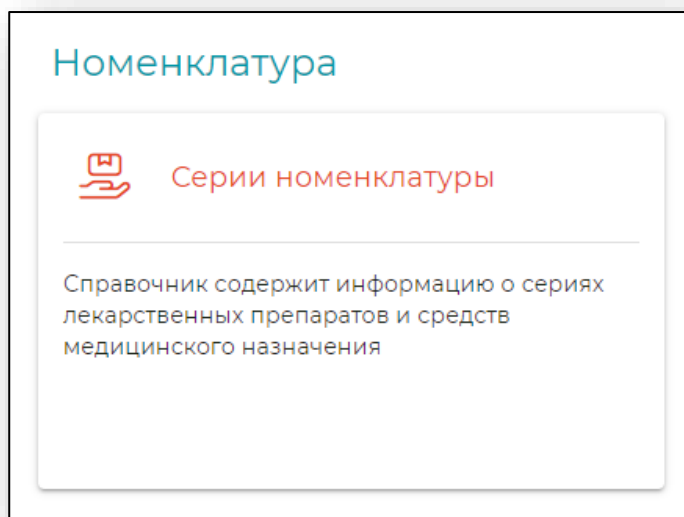 Номенклатура
Серии номенклатуры
Справочник содержит информацию о сериях
лекарственных препаратов и средств
медицинского назначения